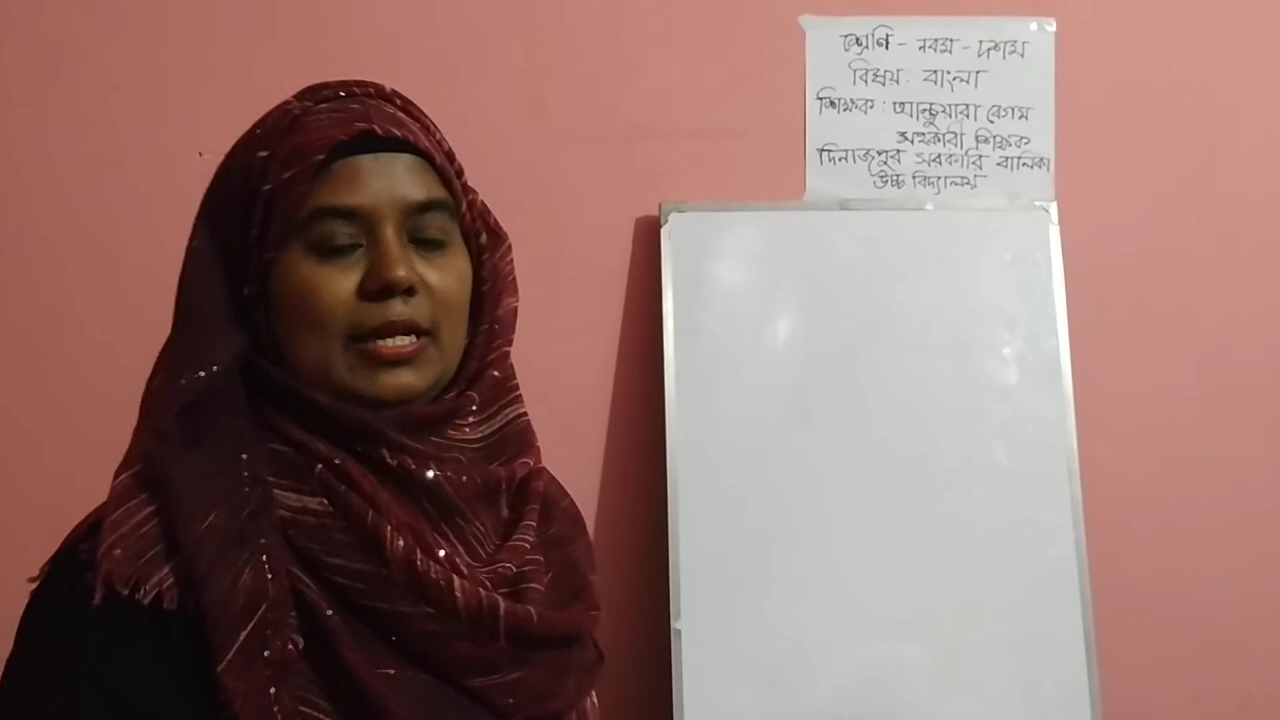 শ্রেণি - নবম - দশম
বিষয় : বাংলা
শিক্ষক : আন্জুয়ারা বেগম
সহকারী শিক্ষক
দিনাজপুর সরকারি বালিকা
উচ্চ বিদ্যালয়